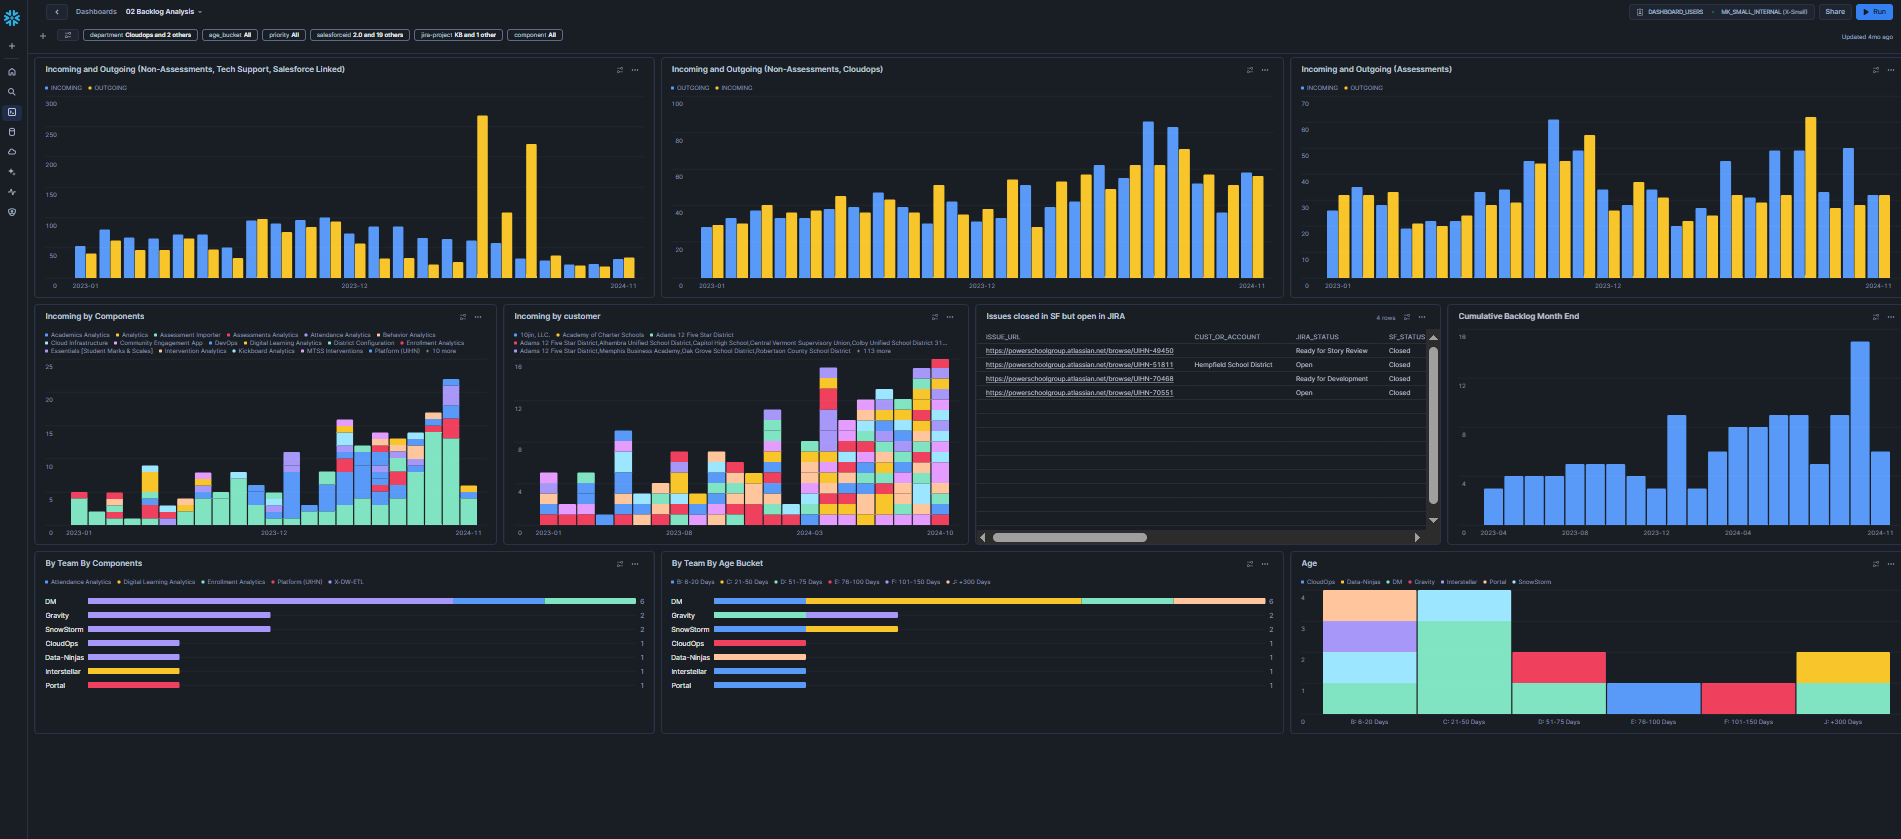 Dashboards 02 Backlog Analysis
DASHBOARD_USERS · MK_SMALL_INTERNAL (X-Small) Share Run
department Cloudops and 2 others age_bucket All priority All salesforceid 2.0 and 19 others jira-project KB and 1 other component All
Updated 4mo ago
Incoming and Outgoing (Non-Assessments, Tech Support, Salesforce Linked)
INCOMING OUTGOING
300
250
200
150
100
50
0
2023-01 2023-12 2024-11
Incoming and Outgoing (Non-Assessments, Cloudops)
OUTGOING INCOMING
100
80
60
40
20
0
2023-01 2023-12 2024-11
Incoming and Outgoing (Assessments)
INCOMING OUTGOING
70
60
50
40
30
20
10
0
2023-01 2023-12 2024-11
Incoming by Components
Academics Analytics Analytics Assessment Importer Assessments Analytics Attendance Analytics Behavior Analytics
Cloud Infrastructure Community Engagement App DevOps Digital Learning Analytics District Configuration Enrollment Analytics
Essentials [Student Marks & Scales] Intervention Analytics Kickboard Analytics MTSS Interventions Platform (UIHN) + 10 more
25
20
15
10
5
0
2023-01 2023-12 2024-11
Incoming by customer
10jin, LLC. Academy of Charter Schools Adams 12 Five Star District
Adams 12 Five Star District,Alhambra Unified School District,Capitol High School,Central Vermont Supervisory Union,Colby Unified School District 31...
Adams 12 Five Star District,Memphis Business Academy,Oak Grove School District,Robertson County School District + 113 more
16
12
8
4
0
2023-01 2023-08 2024-03 2024-10
Issues closed in SF but open in JIRA
4 rows
ISSUE_URL CUST_OR_ACCOUNT JIRA_STATUS SF_STATUS
https://powerschoolgroup.atlassian.net/browse/UIHN-49450 Ready for Story Review Closed
https://powerschoolgroup.atlassian.net/browse/UIHN-51811 Hempfield School District Open Closed
https://powerschoolgroup.atlassian.net/browse/UIHN-70468 Ready for Development Closed
https://powerschoolgroup.atlassian.net/browse/UIHN-70551 Open Closed
Cumulative Backlog Month End
16
12
8
4
0
2023-04 2023-08 2023-12 2024-04 2024-11
By Team By Components
Attendance Analytics Digital Learning Analytics Enrollment Analytics Platform (UIHN) X-DW-ETL
DM 6
Gravity 2
SnowStorm 2
CloudOps 1
Data-Ninjas 1
Interstellar 1
Portal 1
By Team By Age Bucket
B: 6-20 Days C: 21-50 Days D: 51-75 Days E: 76-100 Days F: 101-150 Days J: +300 Days
DM 6
Gravity 2
SnowStorm 2
CloudOps 1
Data-Ninjas 1
Interstellar 1
Portal 1
Age
CloudOps Data-Ninjas DM Gravity Interstellar Portal SnowStorm
4
3
2
1
0
B: 6-20 Days C: 21-50 Days D: 51-75 Days E: 76-100 Days F: 101-150 Days J: +300 Days